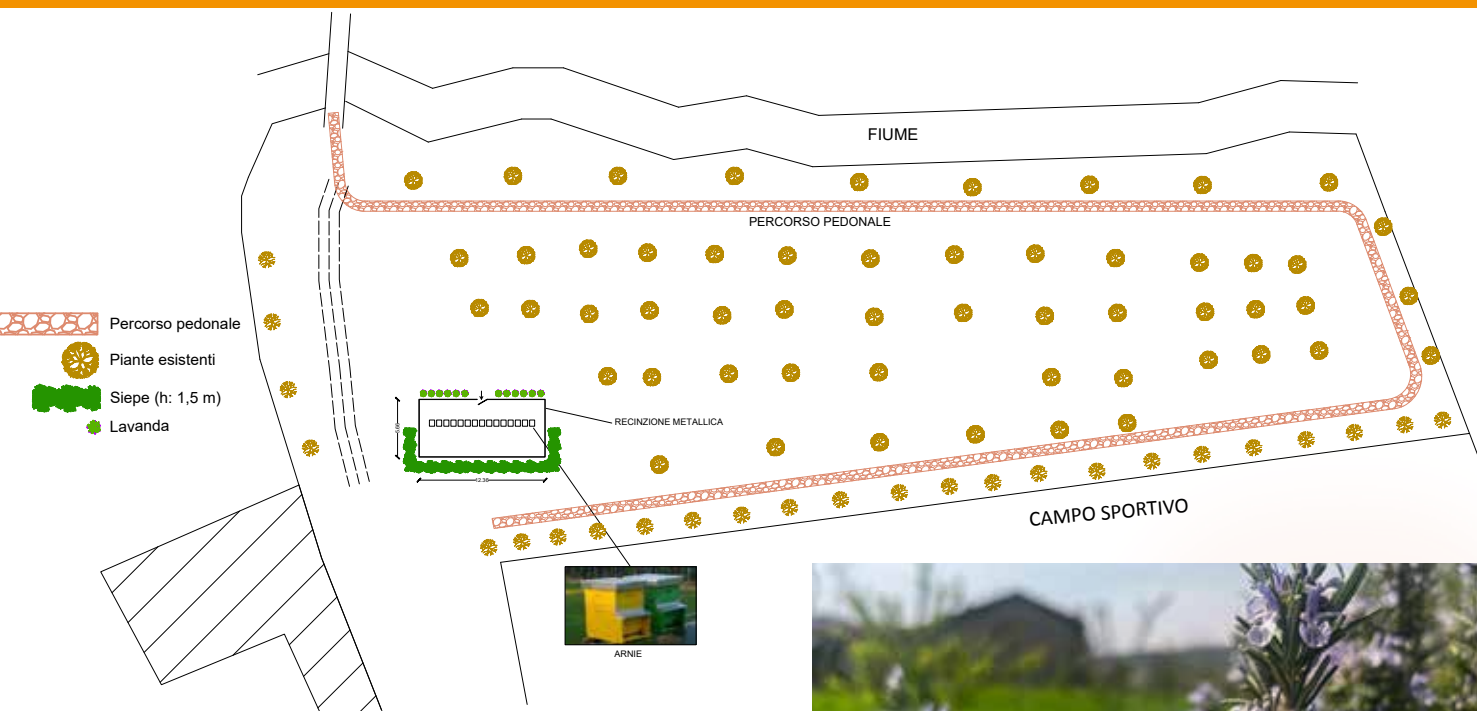 FIUME
PERCORSO PEDONALE
Percorso pedonale
Piante esistenti
Siepe (h: 1,5 m)
Lavanda
RECINZIONE METALLICA
CAMPO SPORTIVO
ARNIE